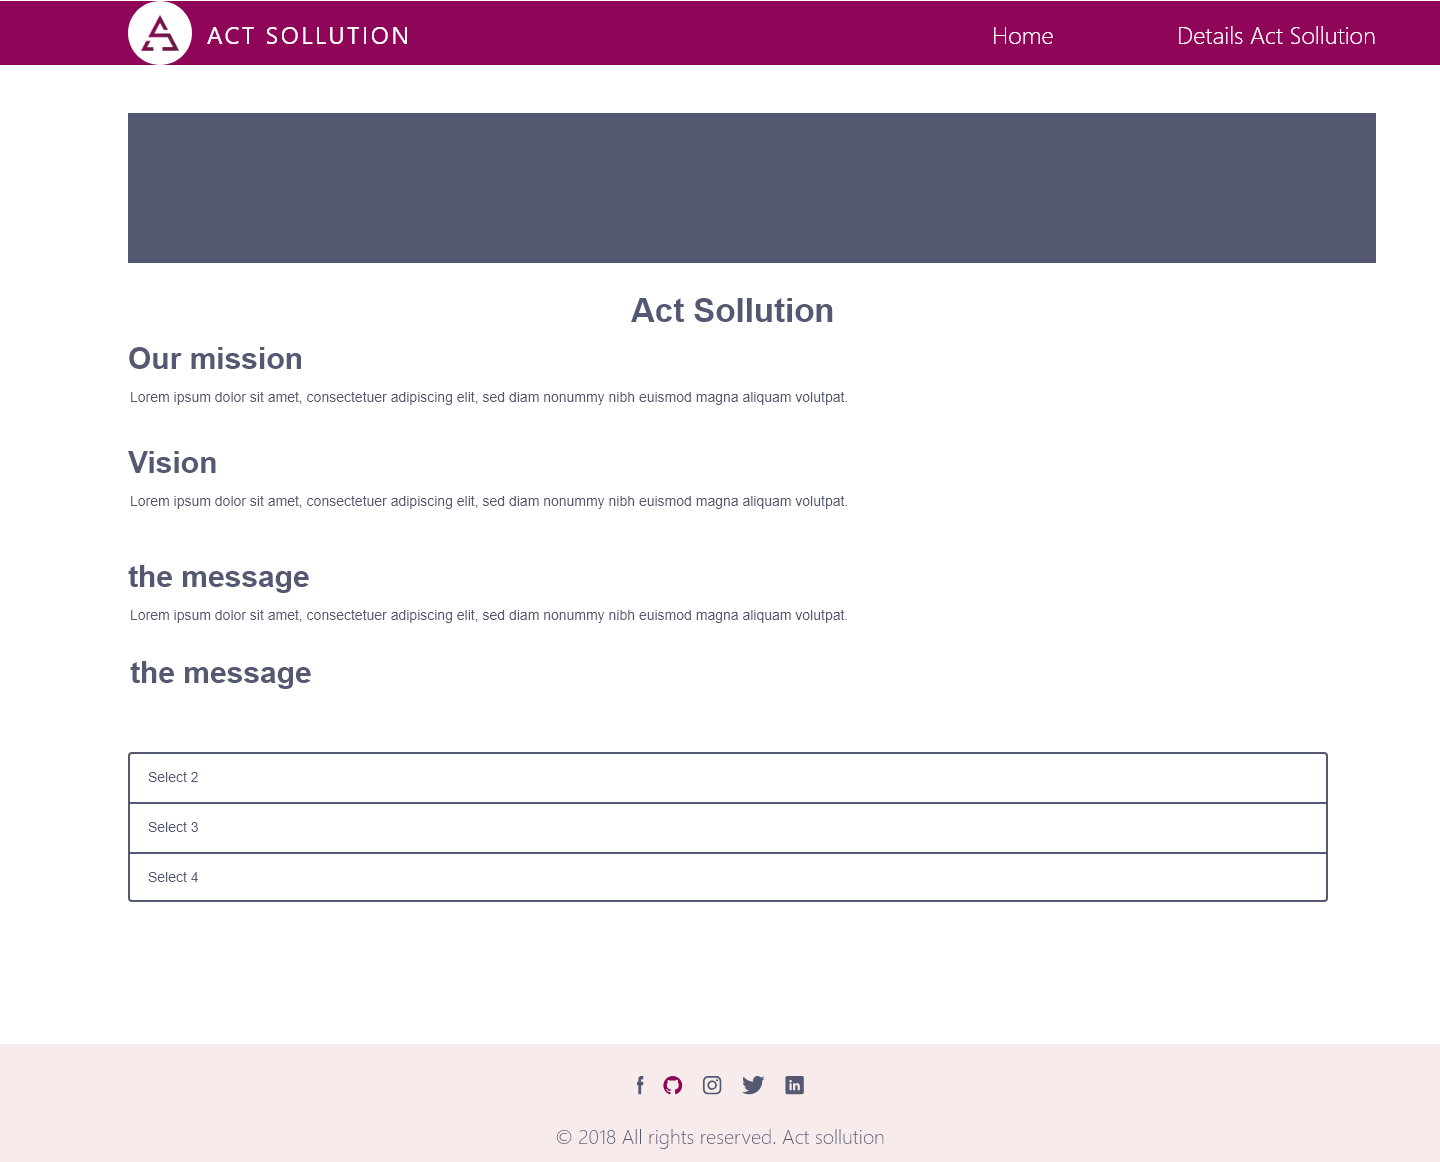 ACT SOLLUTION
Home
Details Act Sollution
Act Sollution
Our mission
Lorem ipsum dolor sit amet, consectetuer adipiscing elit, sed diam nonummy nibh euismod magna aliquam volutpat.
Vision
Lorem ipsum dolor sit amet, consectetuer adipiscing elit, sed diam nonummy nibh euismod magna aliquam volutpat.
the message
Lorem ipsum dolor sit amet, consectetuer adipiscing elit, sed diam nonummy nibh euismod magna aliquam volutpat.
the message
Select 2
Select 3
Select 4
© 2018 All rights reserved. Act sollution